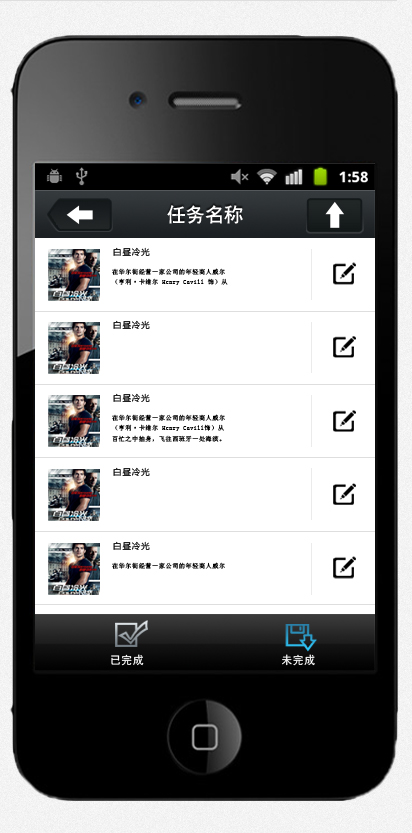 1:58
任务名称
白昼冷光
在华尔街经营一家公司的年轻商人威尔
（亨利·卡维尔 Henry Cavill 饰）从
白昼冷光
白昼冷光
在华尔街经营一家公司的年轻商人威尔
（亨利·卡维尔 Henry Cavill饰）从
百忙之中抽身，飞往西班牙一处海滨。
白昼冷光
白昼冷光
在华尔街经营一家公司的年轻商人威尔
已完成
未完成